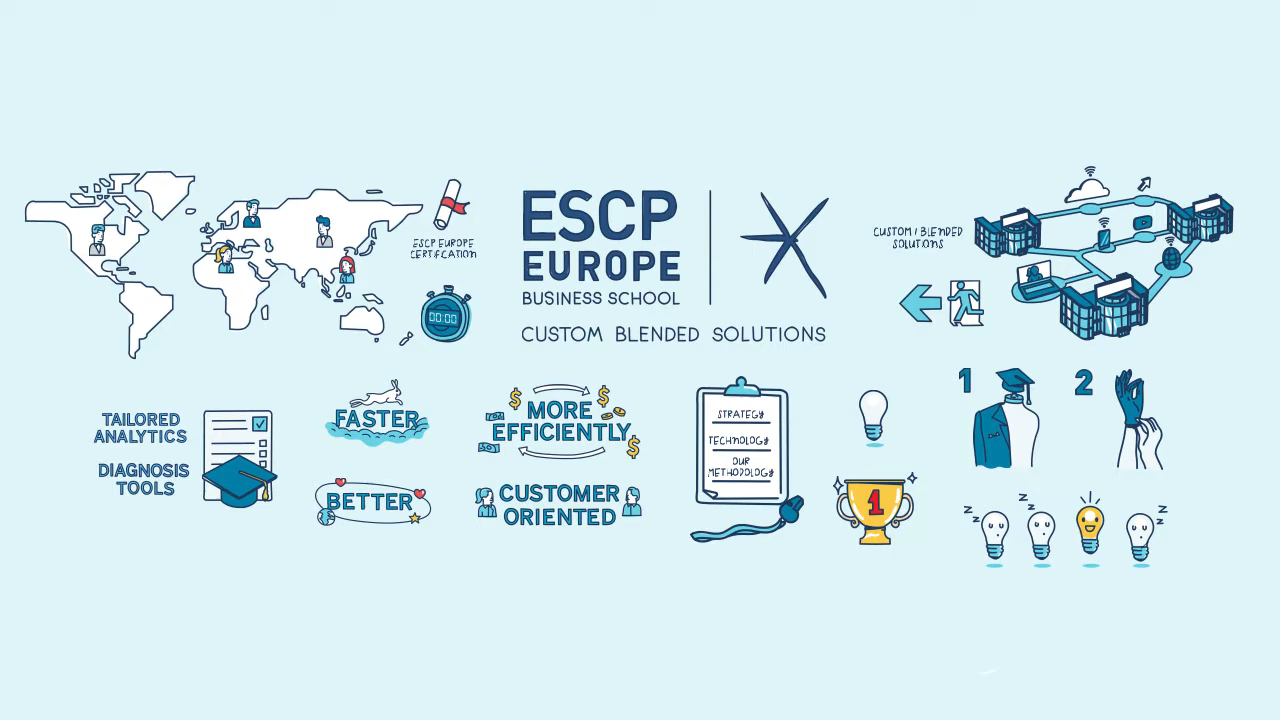 ESCP EUROPE
CERTIFICATION
00:00
ESCP
EUROPE
BUSINESS SCHOOL
CUSTOM BLENDED SOLUTIONS
CUSTOM / BLENDED
SOLUTIONS
TAILORED
ANALYTICS
DIAGNOSIS
TOOLS
FASTER
BETTER
$
$
MORE
EFFICIENTLY
$
CUSTOMER
ORIENTED
STRATEGY
TECHNOLOGY
OUR
METHODOLOGY
1
1
2
Z
Z
Z
Z
Z
Z